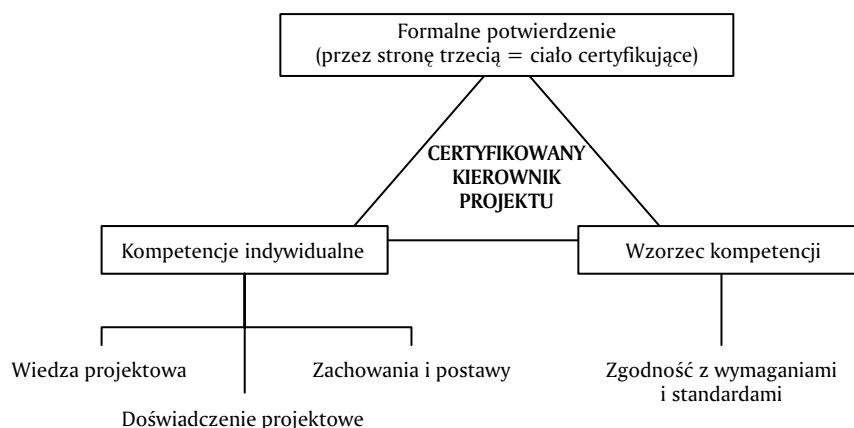 Formalne potwierdzenie
(przez stronę trzecią = ciało certyfikujące)
CERTYFIKOWANY
KIEROWNIK
PROJEKTU
Kompetencje indywidualne
Wzorzec kompetencji
Wiedza projektowa
Zachowania i postawy
Doświadczenie projektowe
Zgodność z wymaganiami
i standardami